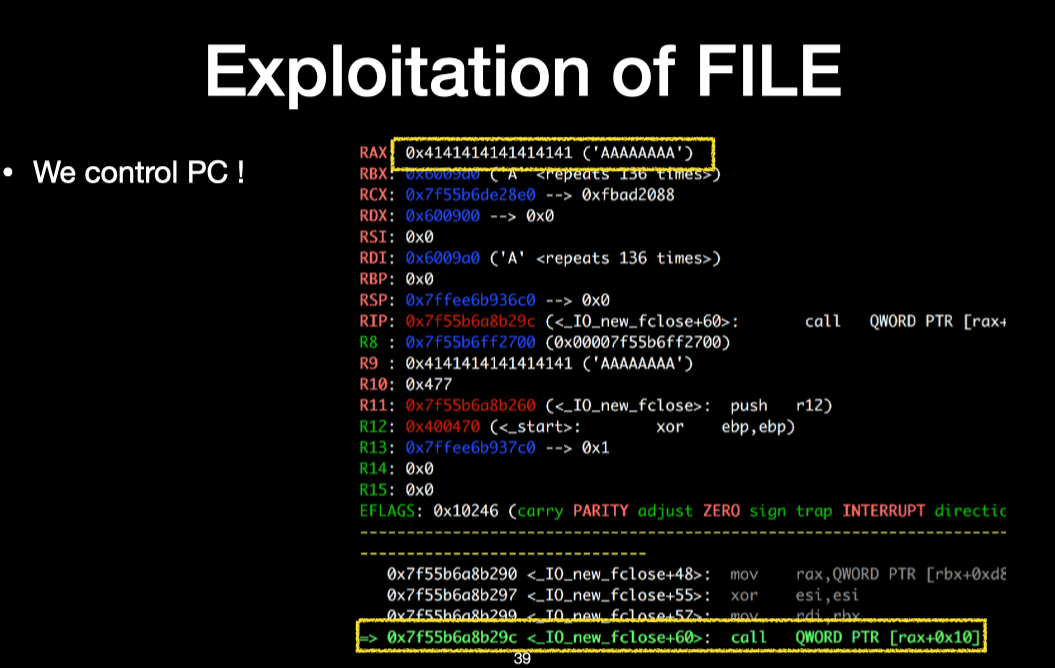 Exploitation of FILE
• We control PC !
RAX: 0x4141414141414141 ('AAAAAAAA')
RBX: 0x6009a0 ('A' <repeats 136 times>)
RCX: 0x7f55b6de28e0 --> 0xfbad2088
RDX: 0x600900 --> 0x0
RSI: 0x0
RDI: 0x6009a0 ('A' <repeats 136 times>)
RBP: 0x0
RSP: 0x7ffee6b936c0 --> 0x0
RIP: 0x7f55b6a8b29c (<_IO_new_fclose+60>: call QWORD PTR [rax+
R8 : 0x7f55b6ff2700 (0x00007f55b6ff2700)
R9 : 0x4141414141414141 ('AAAAAAAA')
R10: 0x477
R11: 0x7f55b6a8b260 (<_IO_new_fclose>: push r12)
R12: 0x400470 (<_start>: xor ebp,ebp)
R13: 0x7ffee6b937c0 --> 0x1
R14: 0x0
R15: 0x0
EFLAGS: 0x10246 (carry PARITY adjust ZERO sign trap INTERRUPT directio
0x7f55b6a8b290 <_IO_new_fclose+48>: mov rax,QWORD PTR [rbx+0xd8
0x7f55b6a8b297 <_IO_new_fclose+55>: xor esi,esi
0x7f55b6a8b299 <_IO_new_fclose+57>: mov rdi,rbx
=> 0x7f55b6a8b29c <_IO_new_fclose+60>: call QWORD PTR [rax+0x10]
39